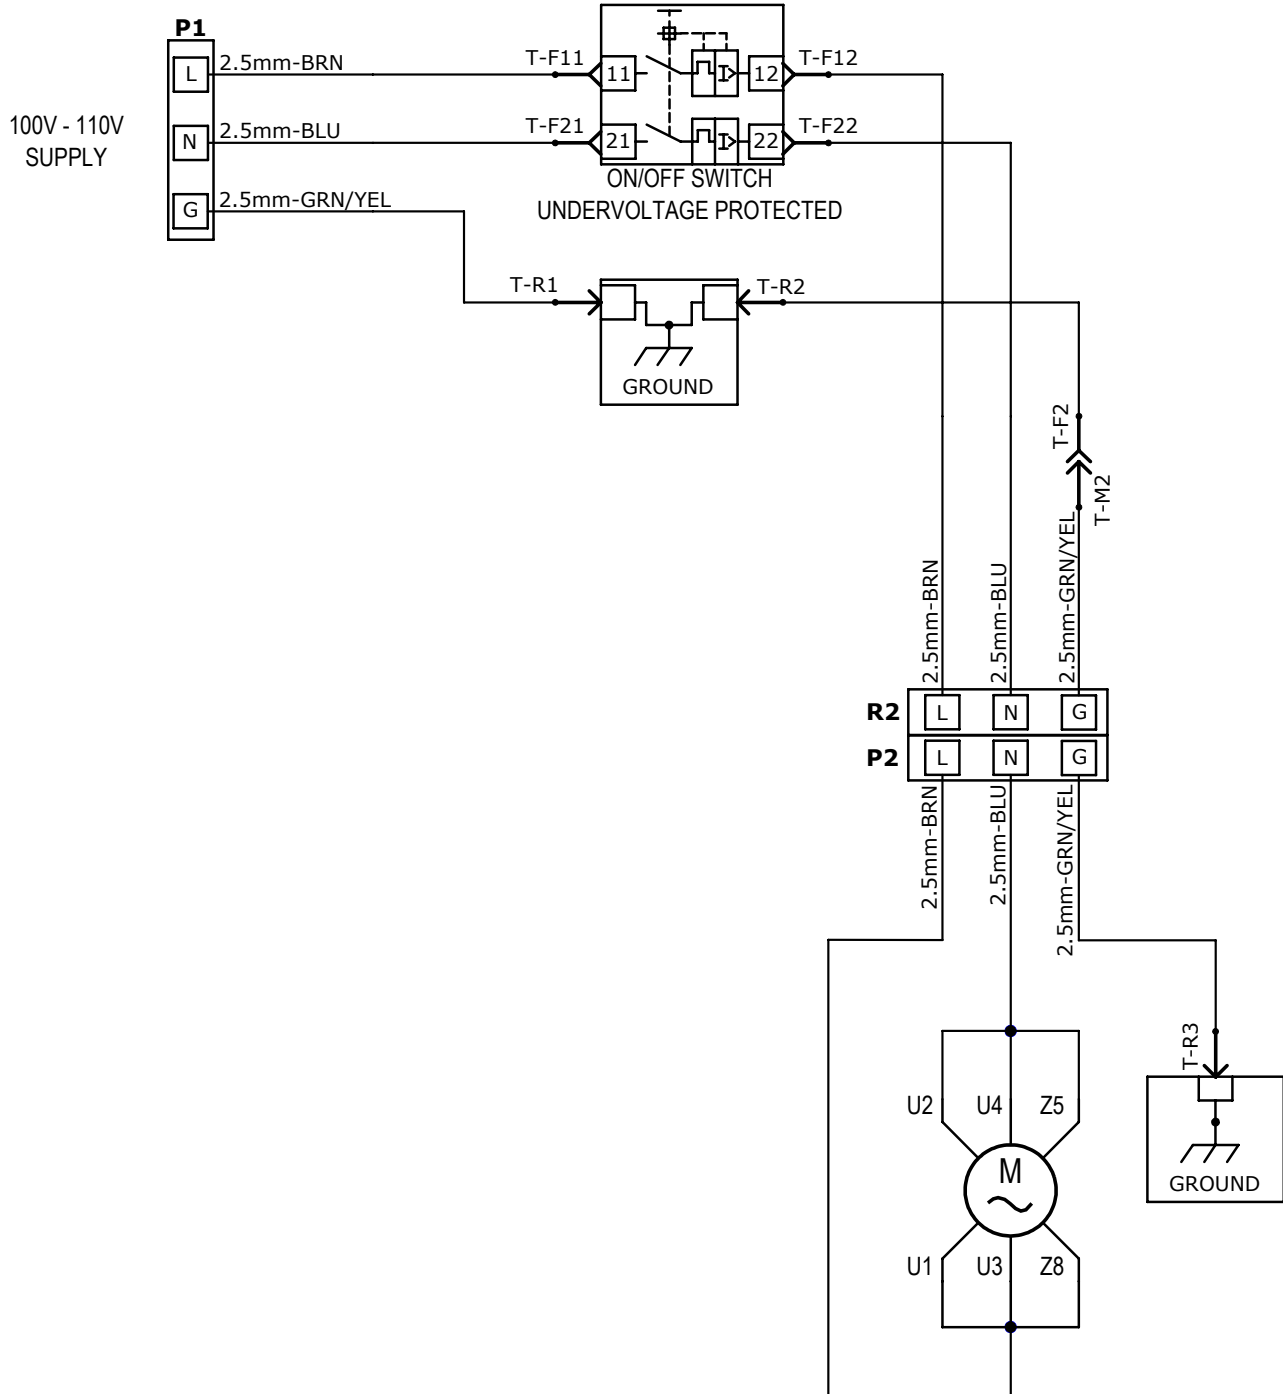 P1
L
2.5mm-BRN
T-F11
11
12
T-F12
100V - 110V
SUPPLY
N
2.5mm-BLU
T-F21
21
22
T-F22
I>
I>
ON/OFF SWITCH
UNDERVOLTAGE PROTECTED
G
2.5mm-GRN/YEL
T-R1
T-R2
GROUND
T-F2
T-M2
2.5mm-BRN
2.5mm-BLU
2.5mm-GRN/YEL
R2
L
N
G
P2
L
N
G
2.5mm-BRN
2.5mm-BLU
2.5mm-GRN/YEL
T-R3
GROUND
U2
U4
Z5
M
U1
U3
Z8